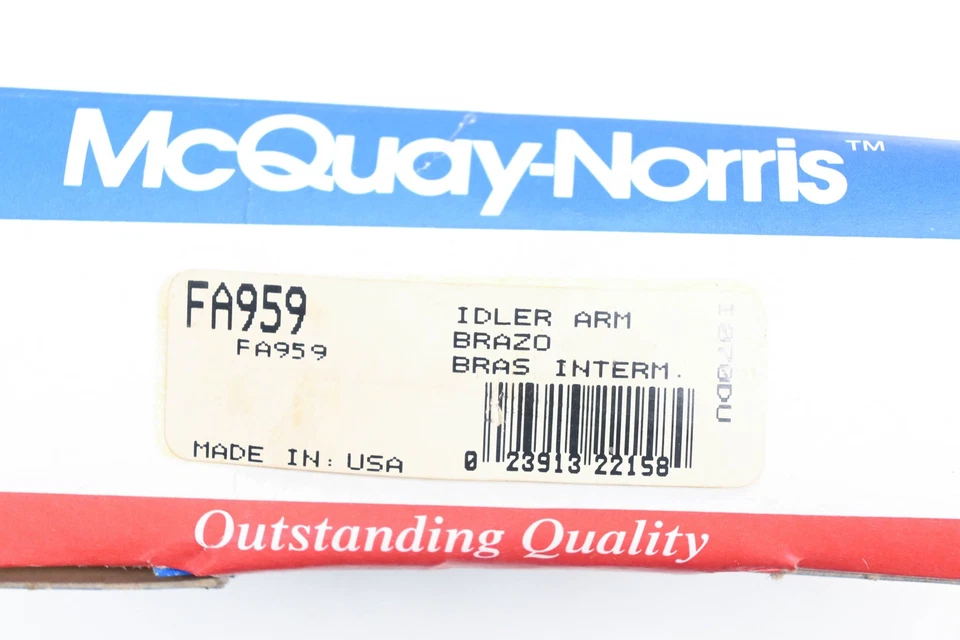 McQuay-Norris™
FA959
FA959
IDLER ARM
BRAZO
BRAS INTERM.
MADE IN: USA
0 23913 22158
Outstanding Quality